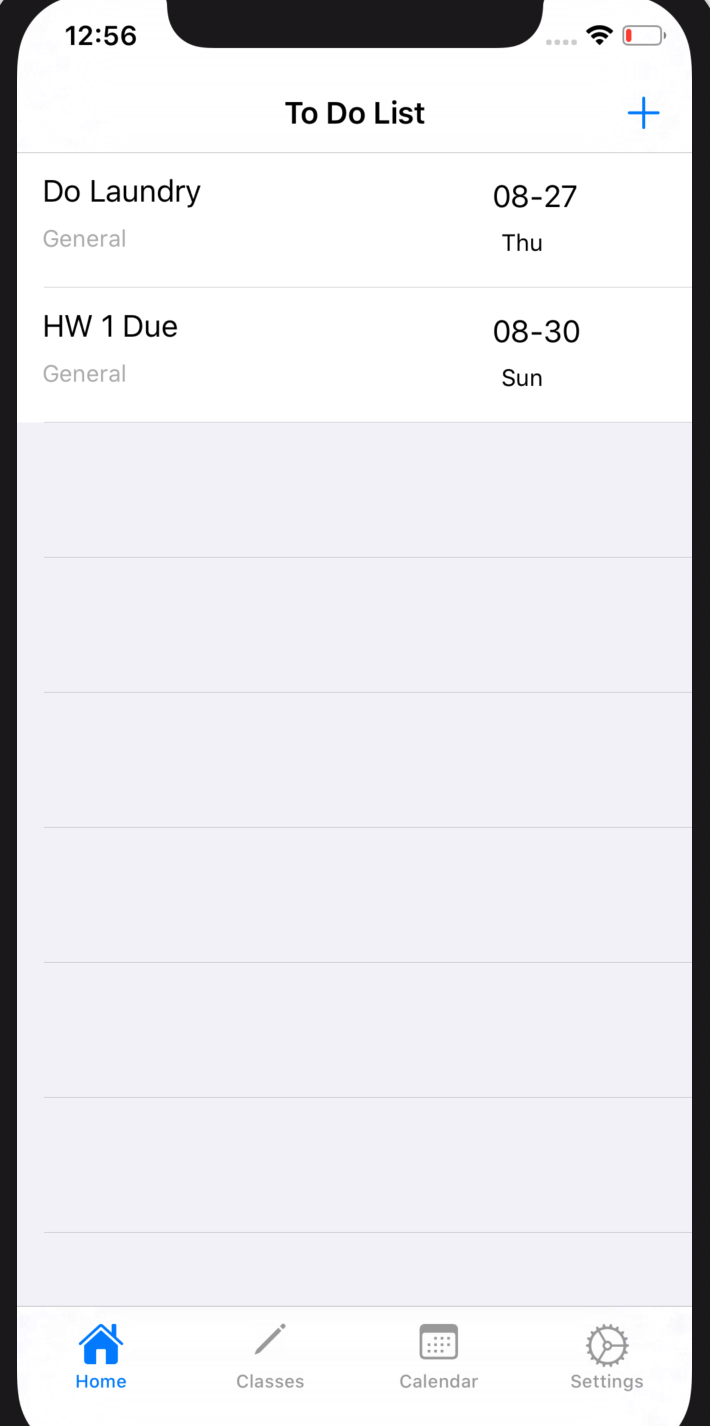 12:56
To Do List
Do Laundry
08-27
General
Thu
HW 1 Due
08-30
General
Sun
Home
Classes
Calendar
Settings